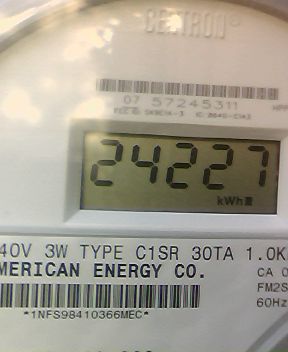 CENTRON®
07 57245311
24227
kWh
40V 3W TYPE C1SR 30TA 1.0K
MERICAN ENERGY CO.
CA 0
FM2S
60Hz
*1NFS98410366MEC*